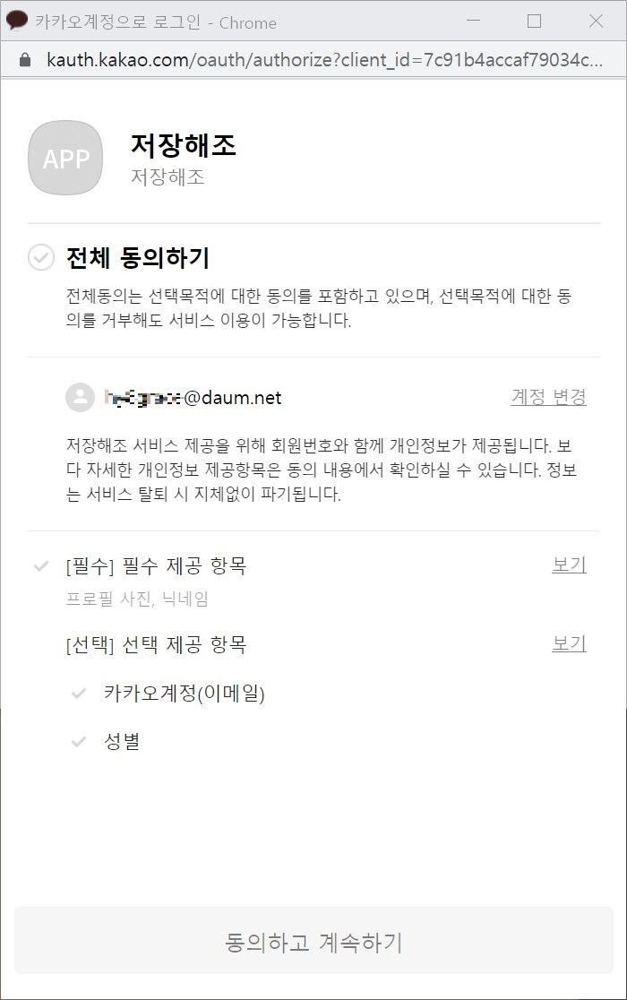 카카오계정으로 로그인 - Chrome
kauth.kakao.com/oauth/authorize?client_id=7c91b4accaf79034c...
APP
저장해조
저장해조
전체 동의하기
전체동의는 선택목적에 대한 동의를 포함하고 있으며, 선택목적에 대한 동
의를 거부해도 서비스 이용이 가능합니다.
@daum.net
계정 변경
저장해조 서비스 제공을 위해 회원번호와 함께 개인정보가 제공됩니다. 보
다 자세한 개인정보 제공항목은 동의 내용에서 확인하실 수 있습니다. 정보
는 서비스 탈퇴 시 지체없이 파기됩니다.
[필수] 필수 제공 항목
보기
프로필 사진, 닉네임
[선택] 선택 제공 항목
보기
카카오계정(이메일)
성별
동의하고 계속하기